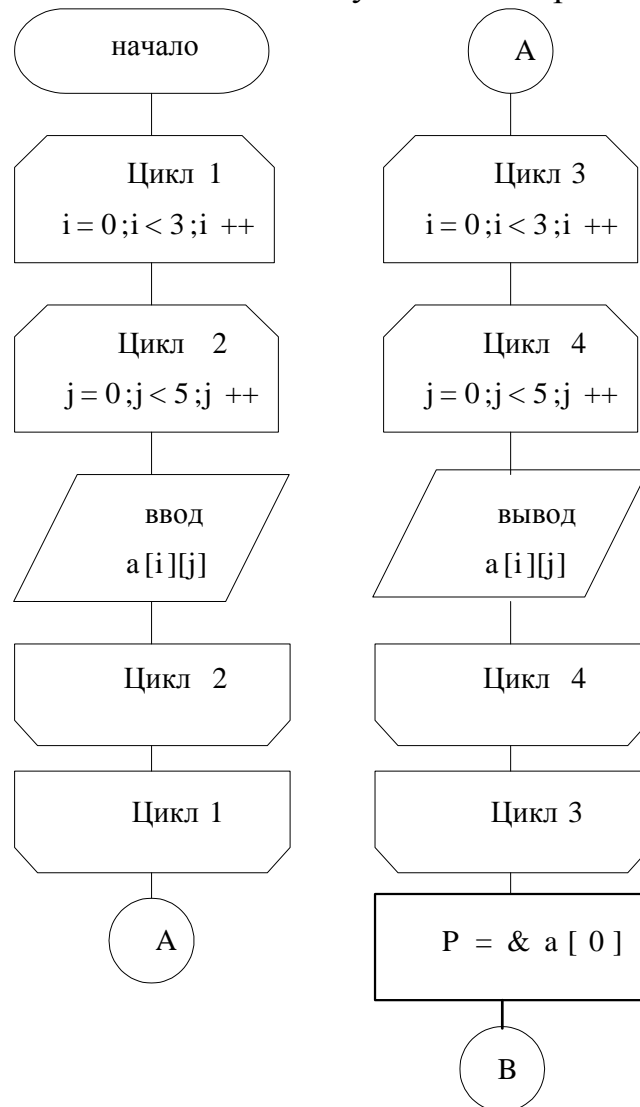 начало
Цикл 1
i = 0 ; i < 3 ; i ++
Цикл 2
j = 0 ; j < 5 ; j ++
ввод
a [ i ] [ j ]
Цикл 2
Цикл 1
А
А
Цикл 3
i = 0 ; i < 3 ; i ++
Цикл 4
j = 0 ; j < 5 ; j ++
вывод
a [ i ] [ j ]
Цикл 4
Цикл 3
P = & a [ 0 ]
В